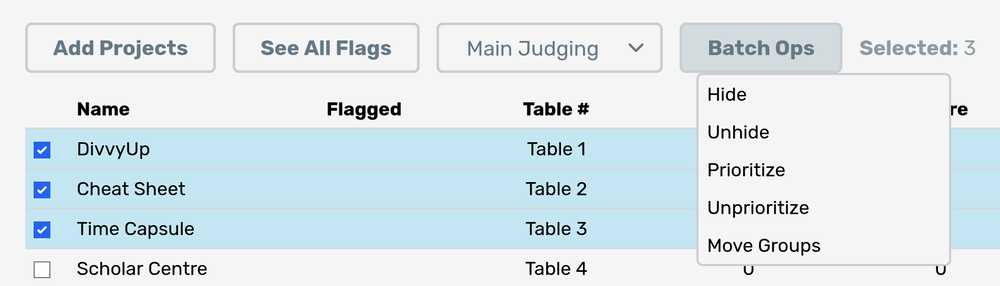 Add Projects See All Flags Main Judging Batch Ops Selected: 3
Hide
Name Flagged Table # re
Unhide
DivvyUp Table 1
Prioritize
Cheat Sheet Table 2
Unprioritize
Time Capsule Table 3
Move Groups
Scholar Centre Table 4 0 0